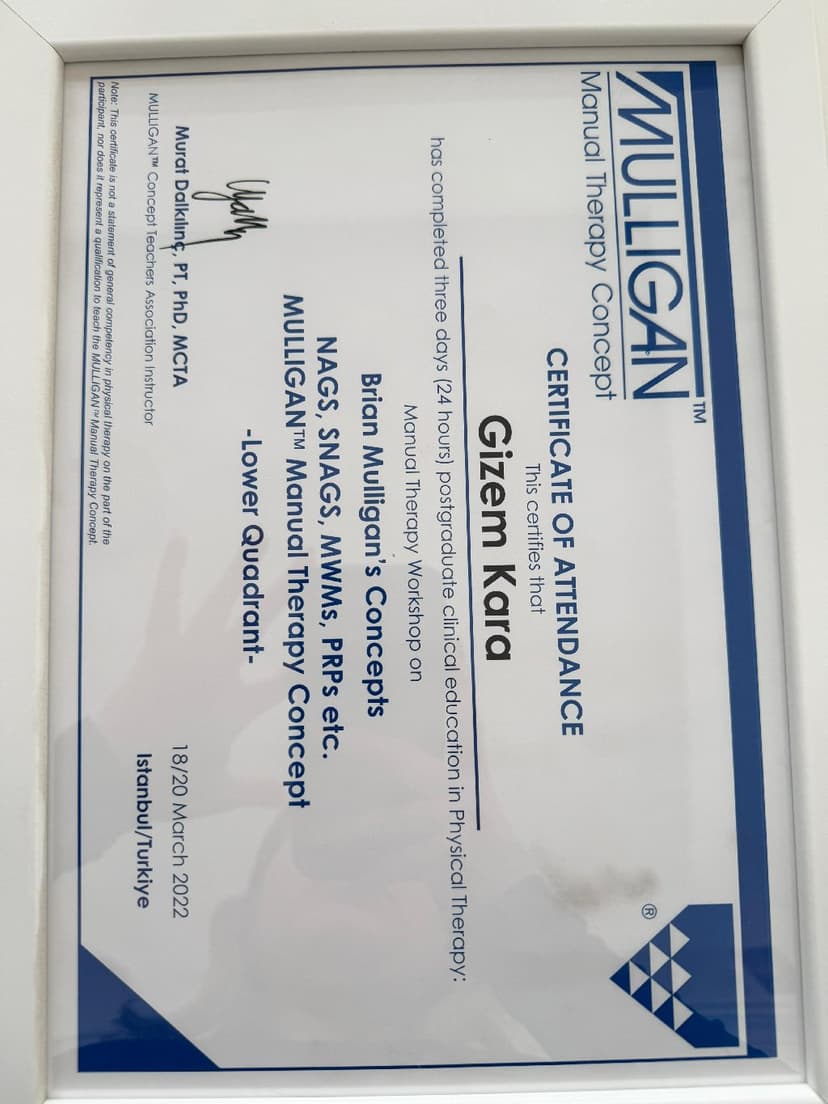 MULLIGAN™
Manual Therapy Concept
®
CERTIFICATE OF ATTENDANCE
This certifies that
Gizem Kara
has completed three days (24 hours) postgraduate clinical education in Physical Therapy:
Manual Therapy Workshop on
Brian Mulligan's Concepts
NAGS, SNAGS, MWMs, PRPs etc.
MULLIGAN™ Manual Therapy Concept
-Lower Quadrant-
Murat Dalkılınç, PT, PhD, MCTA
MULLIGAN™ Concept Teachers Association Instructor
18/20 March 2022
Istanbul/Turkiye
Note: This certificate is not a statement of general competency in physical therapy on the part of the
participant, nor does it represent a qualification to teach the MULLIGAN™ Manual Therapy Concept.